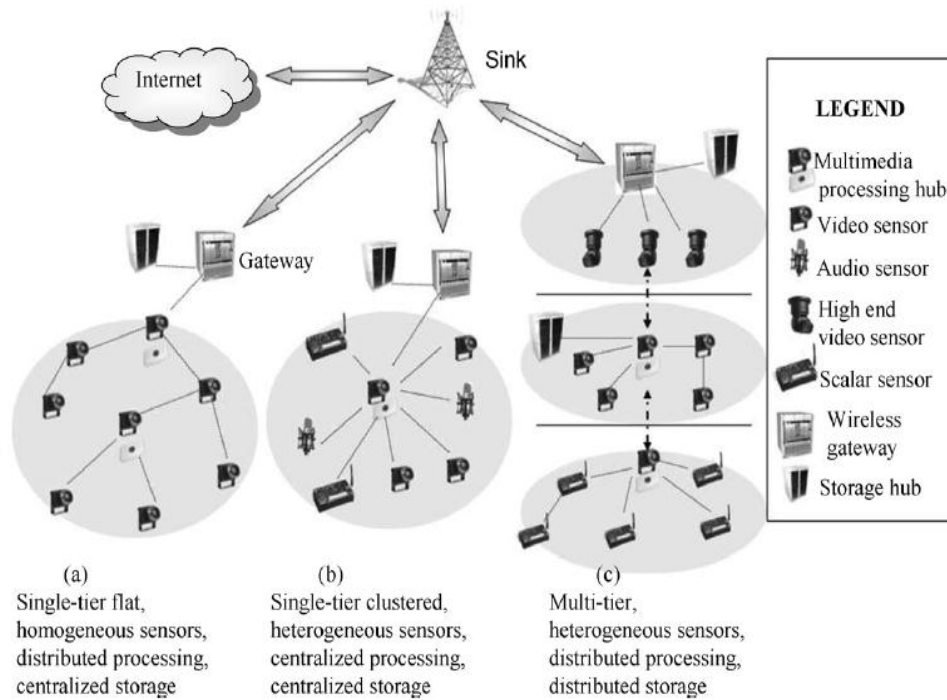 Internet
Sink
Gateway
LEGEND
Multimedia
processing hub
Video sensor
Audio sensor
High end
video sensor
Scalar sensor
Wireless
gateway
Storage hub
(a)
Single-tier flat,
homogeneous sensors,
distributed processing,
centralized storage
(b)
Single-tier clustered,
heterogeneous sensors,
centralized processing,
centralized storage
(c)
Multi-tier,
heterogeneous sensors,
distributed processing,
distributed storage